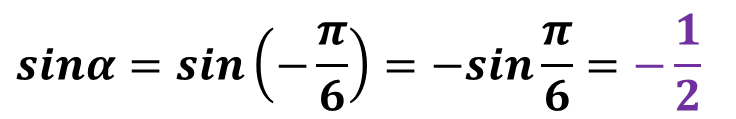 sinα = sin(−π/6) = −sin π/6 = −1/2